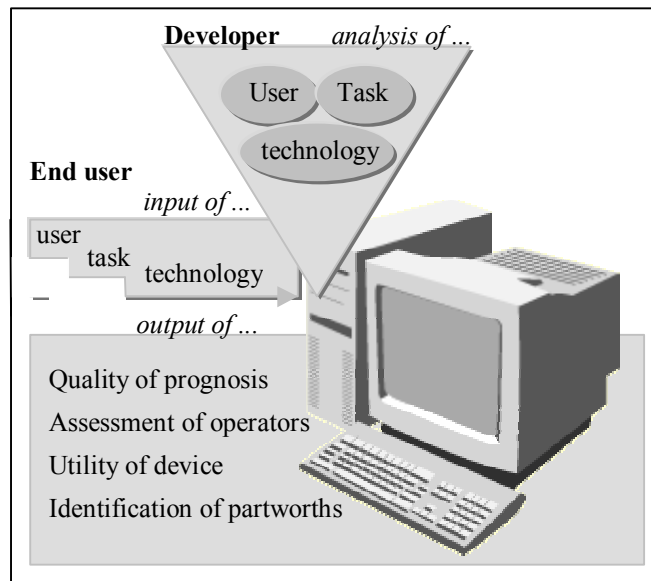 Developer analysis of ...
User Task
technology
End user
input of ...
user
task
technology
output of ...
Quality of prognosis
Assessment of operators
Utility of device
Identification of partworths